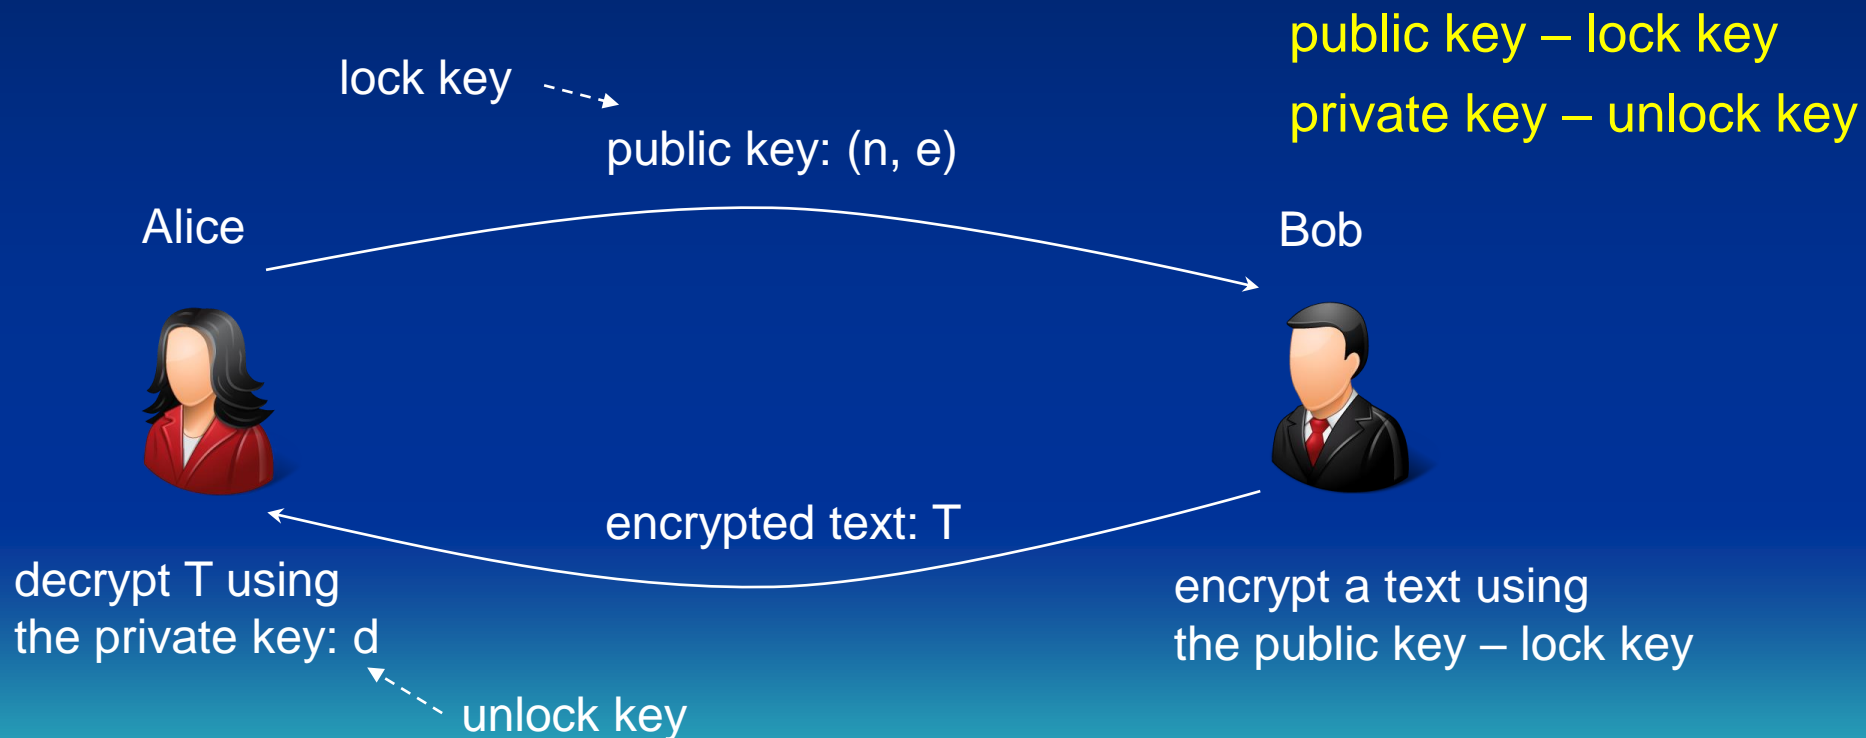 public key – lock key
private key – unlock key
lock key
public key: (n, e)
Alice
Bob
encrypted text: T
decrypt T using
the private key: d
unlock key
encrypt a text using
the public key – lock key